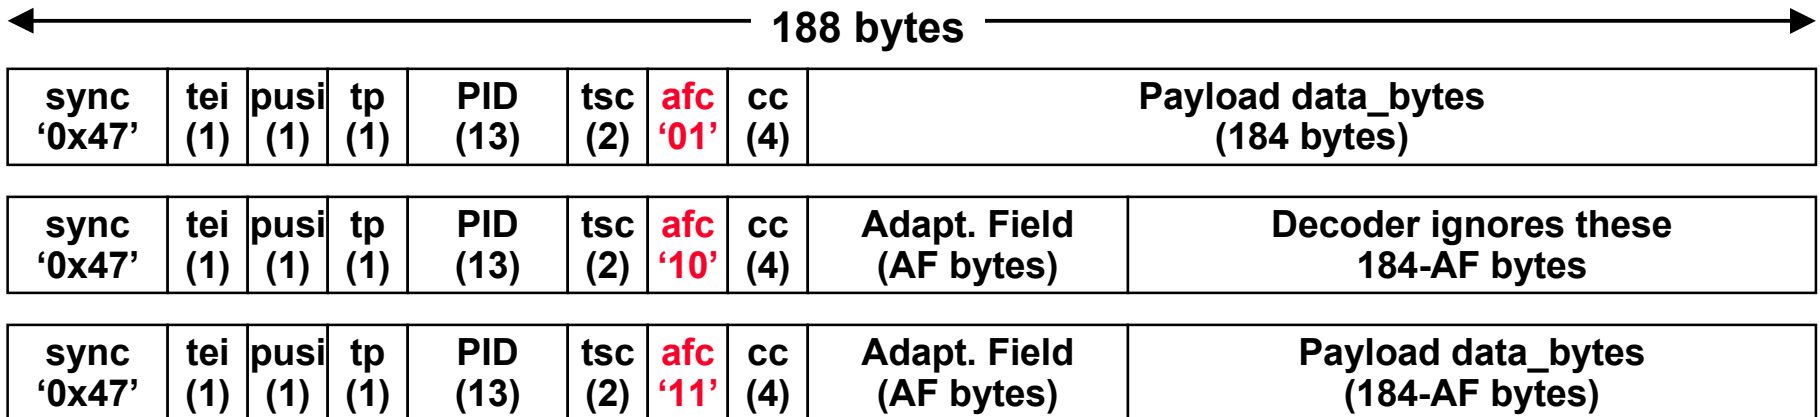 188 bytes
sync tei pusi tp PID tsc afc cc Payload data_bytes
‘0x47’ (1) (1) (1) (13) (2) ‘01’ (4) (184 bytes)
sync tei pusi tp PID tsc afc cc Adapt. Field Decoder ignores these
‘0x47’ (1) (1) (1) (13) (2) ‘10’ (4) (AF bytes) 184-AF bytes
sync tei pusi tp PID tsc afc cc Adapt. Field Payload data_bytes
‘0x47’ (1) (1) (1) (13) (2) ‘11’ (4) (AF bytes) (184-AF bytes)